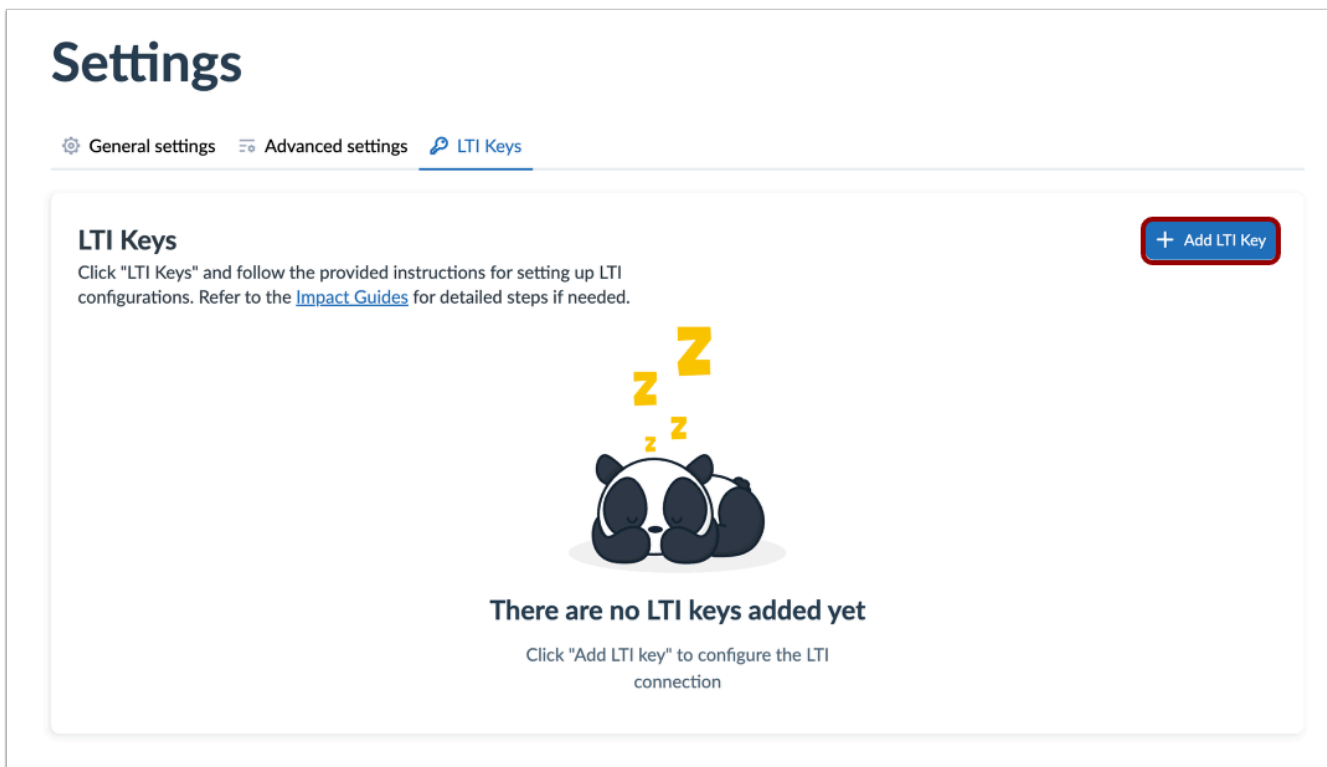 Settings
General settings Advanced settings LTI Keys
LTI Keys
+ Add LTI Key
Click "LTI Keys" and follow the provided instructions for setting up LTI
configurations. Refer to the Impact Guides for detailed steps if needed.
Z
Z
Z
Z
There are no LTI keys added yet
Click "Add LTI key" to configure the LTI
connection